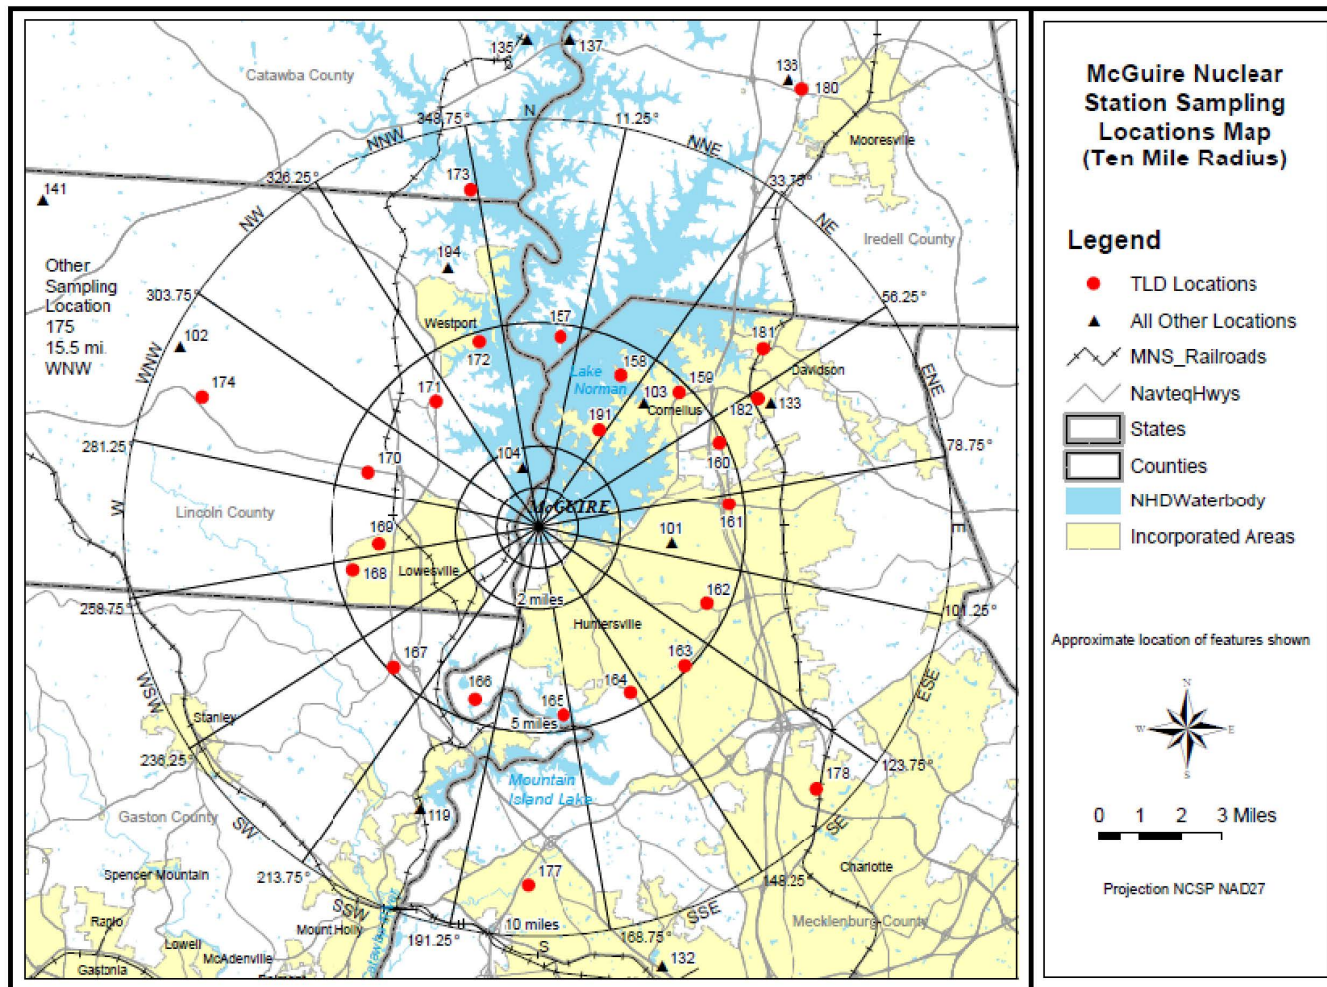 135
137
Catawba County
138
180
McGuire Nuclear
Station Sampling
Locations Map
(Ten Mile Radius)
348.75°
N
11.25°
NNW
NNE
Mooresville
326.25°
173
33.75°
141
NW
NE
Iredell County
Legend
194
Other
Sampling
Location
175
15.5 mi.
WNW
TLD Locations
303.75°
56.25°
All Other Locations
102
Westport
157
181
MNS_Railroads
WNW
172
158
Lake
Norman
Davidson
ENE
174
171
103
159
NavteqHwys
Cornelius
182
133
191
States
281.25°
104
160
78.75°
Counties
170
W
Lincoln County
McGUIRE
161
NHDWaterbody
E
169
101
Incorporated Areas
168
Lowesville
258.75°
2 miles
162
101.25°
Huntersville
Approximate location of features shown
167
163
WSW
166
164
ESE
N
Stanley
165
5 miles
W
E
236.25°
123.75°
S
Mountain
Island Lake
178
Gaston County
119
0 1 2 3 Miles
SW
SE
Charlotte
Spencer Mountain
213.75°
177
148.25°
Projection NCSP NAD27
SSW
SSE
Mecklenburg County
Ranlo
Mount Holly
10 miles
Lowell
191.25°
S
168.75°
McAdenville
132
Gastonia